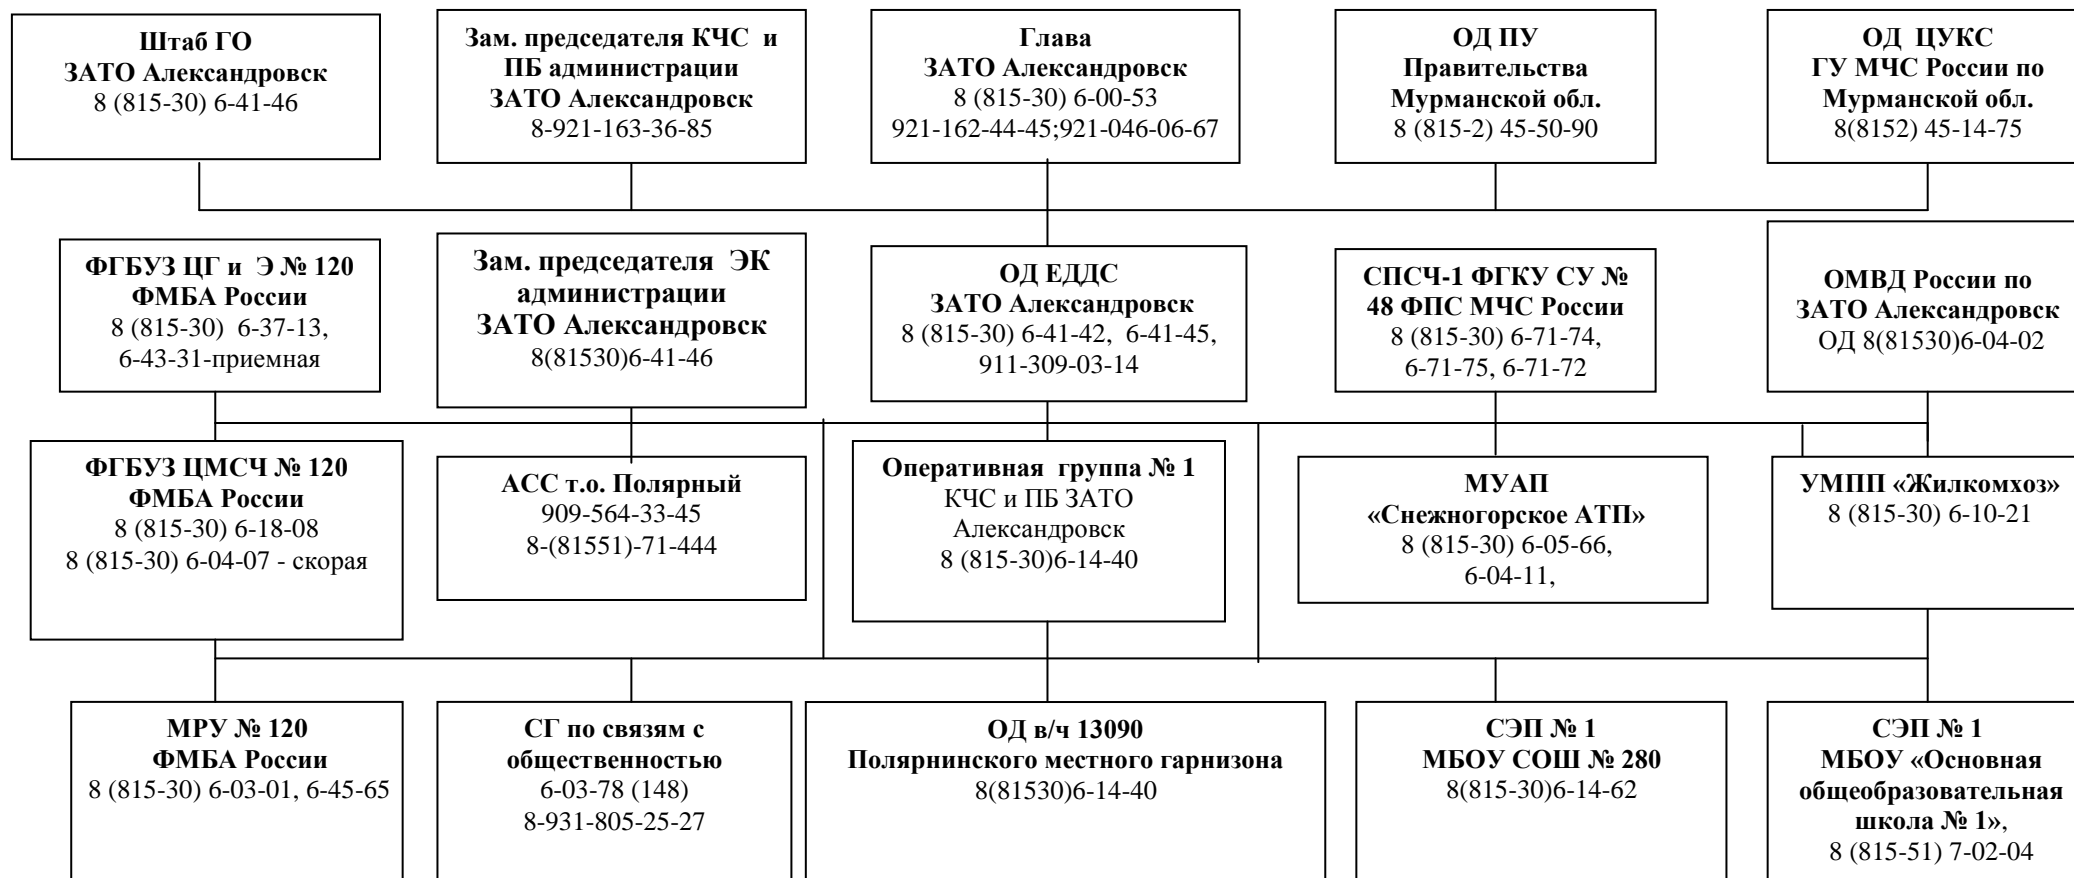 Штаб ГО
ЗАТО Александровск
8 (815-30) 6-41-46
Зам. председателя КЧС и
ПБ администрации
ЗАТО Александровск
8-921-163-36-85
Глава
ЗАТО Александровск
8 (815-30) 6-00-53
921-162-44-45;921-046-06-67
ОД ПУ
Правительства
Мурманской обл.
8 (815-2) 45-50-90
ОД ЦУКС
ГУ МЧС России по
Мурманской обл.
8(8152) 45-14-75
ФГБУЗ ЦГ и Э № 120
ФМБА России
8 (815-30) 6-37-13,
6-43-31-приемная
Зам. председателя ЭК
администрации
ЗАТО Александровск
8(81530)6-41-46
ОД ЕДДС
ЗАТО Александровск
8 (815-30) 6-41-42, 6-41-45,
911-309-03-14
СПСЧ-1 ФГКУ СУ №
48 ФПС МЧС России
8 (815-30) 6-71-74,
6-71-75, 6-71-72
ОМВД России по
ЗАТО Александровск
ОД 8(81530)6-04-02
ФГБУЗ ЦМСЧ № 120
ФМБА России
8 (815-30) 6-18-08
8 (815-30) 6-04-07 - скорая
АСС т.о. Полярный
909-564-33-45
8-(81551)-71-444
Оперативная группа № 1
КЧС и ПБ ЗАТО
Александровск
8 (815-30)6-14-40
МУАП
«Снежногорское АТП»
8 (815-30) 6-05-66,
6-04-11,
УМПП «Жилкомхоз»
8 (815-30) 6-10-21
МРУ № 120
ФМБА России
8 (815-30) 6-03-01, 6-45-65
СГ по связям с
общественностью
6-03-78 (148)
8-931-805-25-27
ОД в/ч 13090
Полярнинского местного гарнизона
8(81530)6-14-40
СЭП № 1
МБОУ СОШ № 280
8(815-30)6-14-62
СЭП № 1
МБОУ «Основная
общеобразовательная
школа № 1»,
8 (815-51) 7-02-04